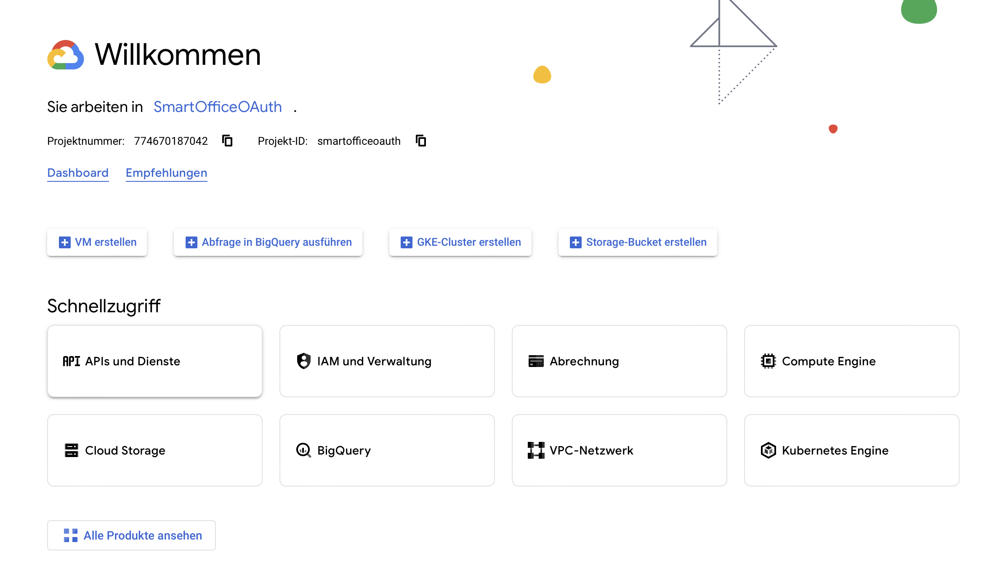 Willkommen
Sie arbeiten in SmartOfficeOAuth .
Projektnummer: 774670187042 Projekt-ID: smartofficeoauth
Dashboard Empfehlungen
VM erstellen Abfrage in BigQuery ausführen GKE-Cluster erstellen Storage-Bucket erstellen
Schnellzugriff
API APIs und Dienste IAM und Verwaltung Abrechnung Compute Engine
Cloud Storage BigQuery VPC-Netzwerk Kubernetes Engine
Alle Produkte ansehen